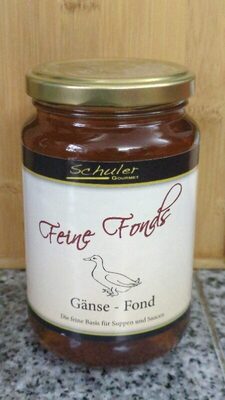 Schuler
GOURMET
Feine Fonds
Gänse - Fond
Die feine Basis für Suppen und Saucen